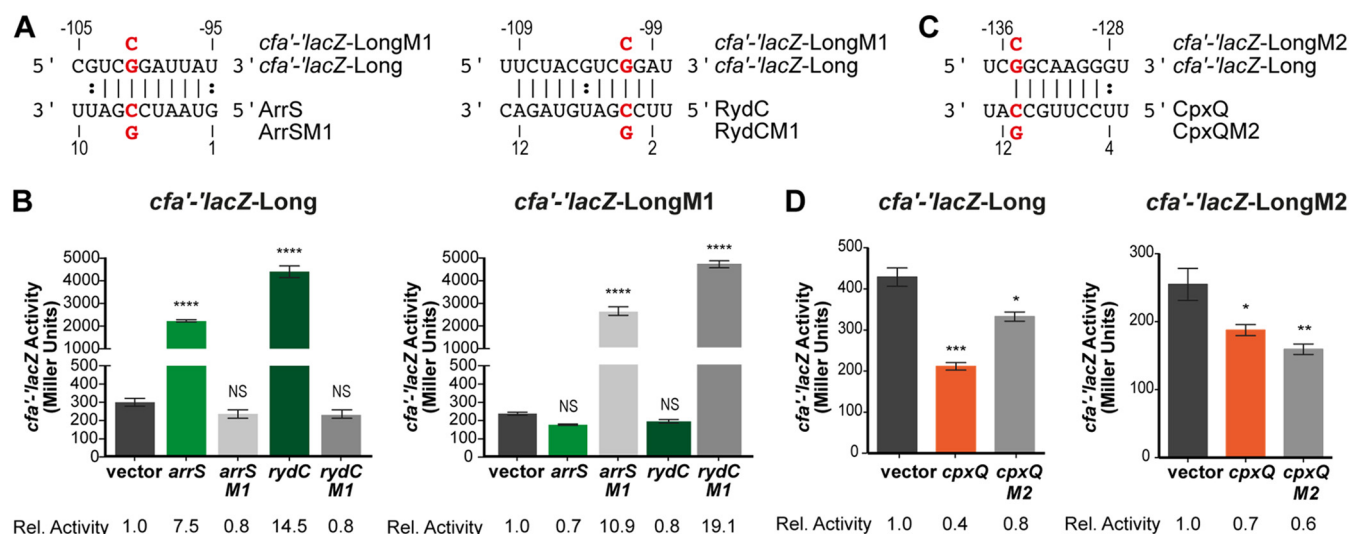 A
-105 -95
C cfa'-'lacZ-LongM1
5' CGUCGGAUUAU 3' cfa'-'lacZ-Long
3' UUAGCCUAAUG 5' ArrS
G ArrSM1
10 1
-109 -99
C cfa'-'lacZ-LongM1
5' UUCUACGUCGGAU 3' cfa'-'lacZ-Long
3' CAGAUGUAGCCUU 5' RydC
G RydCM1
12 2
C
-136 -128
C cfa'-'lacZ-LongM2
5' UCGGCAAGGGU 3' cfa'-'lacZ-Long
3' UACCGUUCCUU 5' CpxQ
G CpxQM2
12 4
B
cfa'-'lacZ-Long
cfa'-'lacZ Activity
(Miller Units)
5000
4000
3000
2000
1000
500
400
300
200
100
0
**** NS **** NS
vector arrS arrS M1 rydC rydC M1
Rel. Activity 1.0 7.5 0.8 14.5 0.8
cfa'-'lacZ-LongM1
cfa'-'lacZ Activity
(Miller Units)
5000
4000
3000
2000
1000
500
400
300
200
100
0
NS **** NS ****
vector arrS arrS M1 rydC rydC M1
1.0 0.7 10.9 0.8 19.1
D
cfa'-'lacZ-Long
cfa'-'lacZ Activity
(Miller Units)
500
400
300
200
100
0
*** *
vector cpxQ cpxQ M2
Rel. Activity 1.0 0.4 0.8
cfa'-'lacZ-LongM2
cfa'-'lacZ Activity
(Miller Units)
300
200
100
0
* **
vector cpxQ cpxQ M2
Rel. Activity 1.0 0.7 0.6